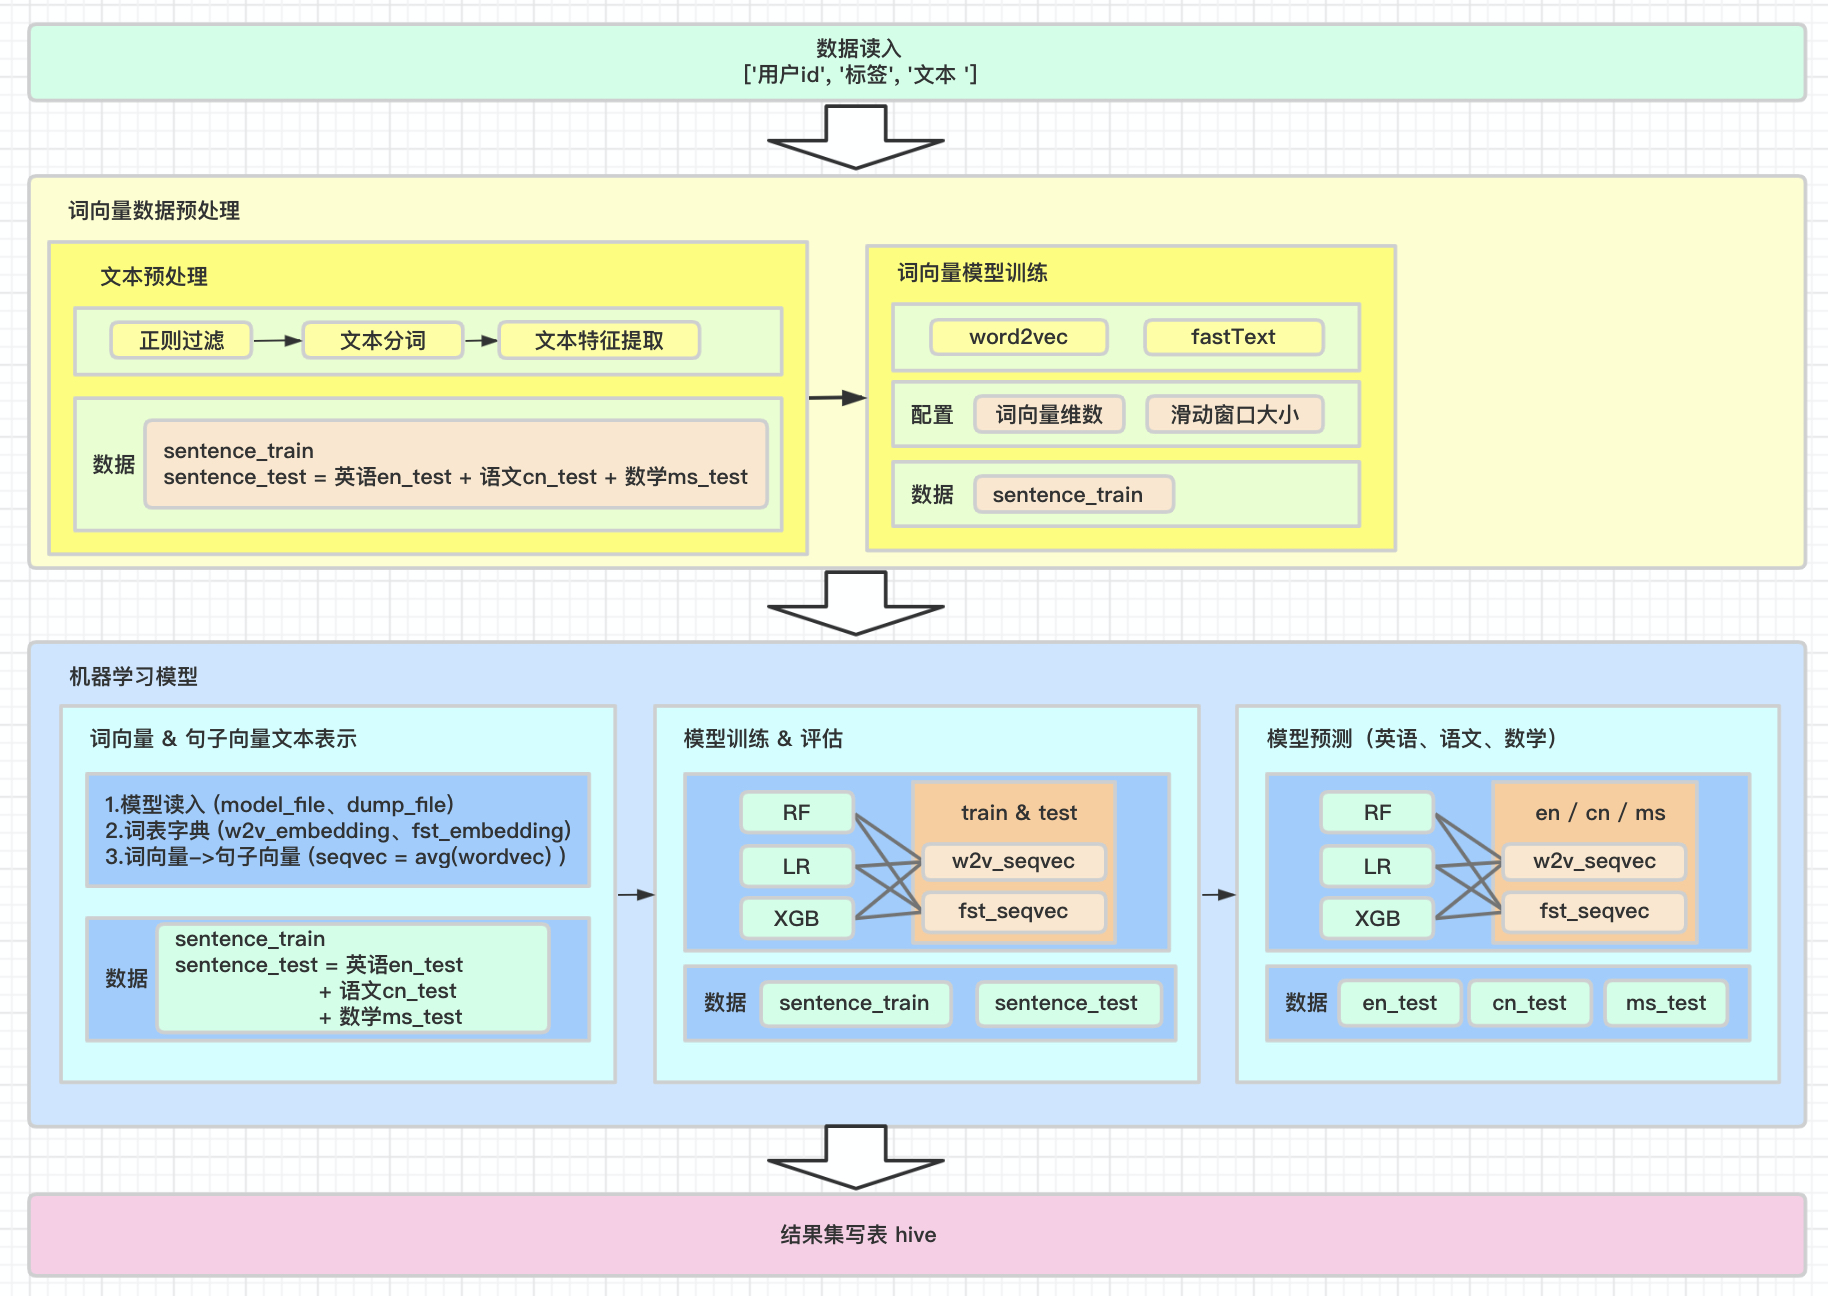 数据读入
['用户id', '标签', '文本 ']
词向量数据预处理
文本预处理
正则过滤
文本分词
文本特征提取
数据
sentence_train
sentence_test = 英语en_test + 语文cn_test + 数学ms_test
词向量模型训练
word2vec
fastText
配置
词向量维数
滑动窗口大小
数据
sentence_train
机器学习模型
词向量 & 句子向量文本表示
1.模型读入 (model_file、dump_file)
2.词表字典 (w2v_embedding、fst_embedding)
3.词向量->句子向量 (seqvec = avg(wordvec) )
数据
sentence_train
sentence_test = 英语en_test
+ 语文cn_test
+ 数学ms_test
模型训练 & 评估
RF
LR
XGB
train & test
w2v_seqvec
fst_seqvec
数据
sentence_train
sentence_test
模型预测（英语、语文、数学）
RF
LR
XGB
en / cn / ms
w2v_seqvec
fst_seqvec
数据
en_test
cn_test
ms_test
结果集写表 hive